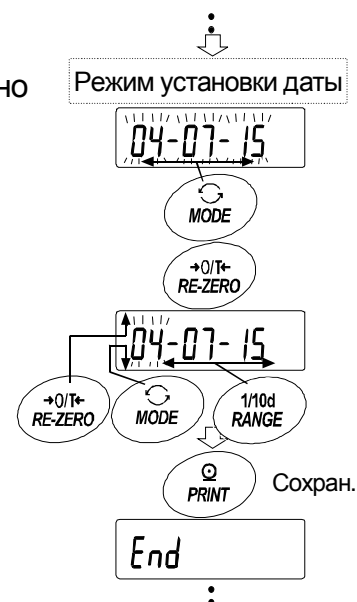 но
Режим установки даты
04-07-15
MODE
→0/T←
RE-ZERO
04-07-15
→0/T←
RE-ZERO
MODE
1/10d
RANGE
PRINT
Сохран.
End